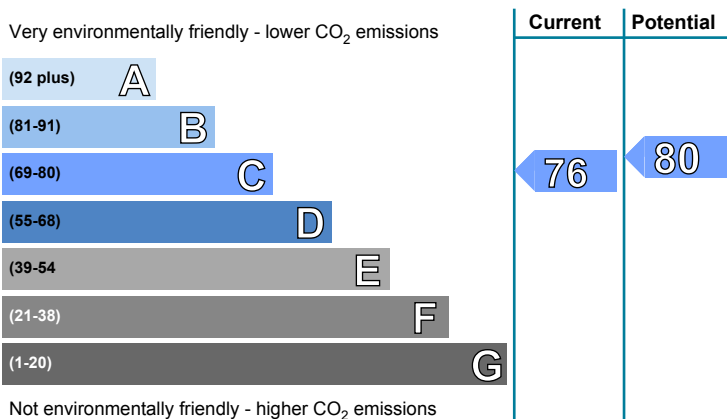 Current Potential
Very environmentally friendly - lower CO₂ emissions
(92 plus) A
(81-91) B
(69-80) C 76 80
(55-68) D
(39-54 E
(21-38) F
(1-20) G
Not environmentally friendly - higher CO₂ emissions